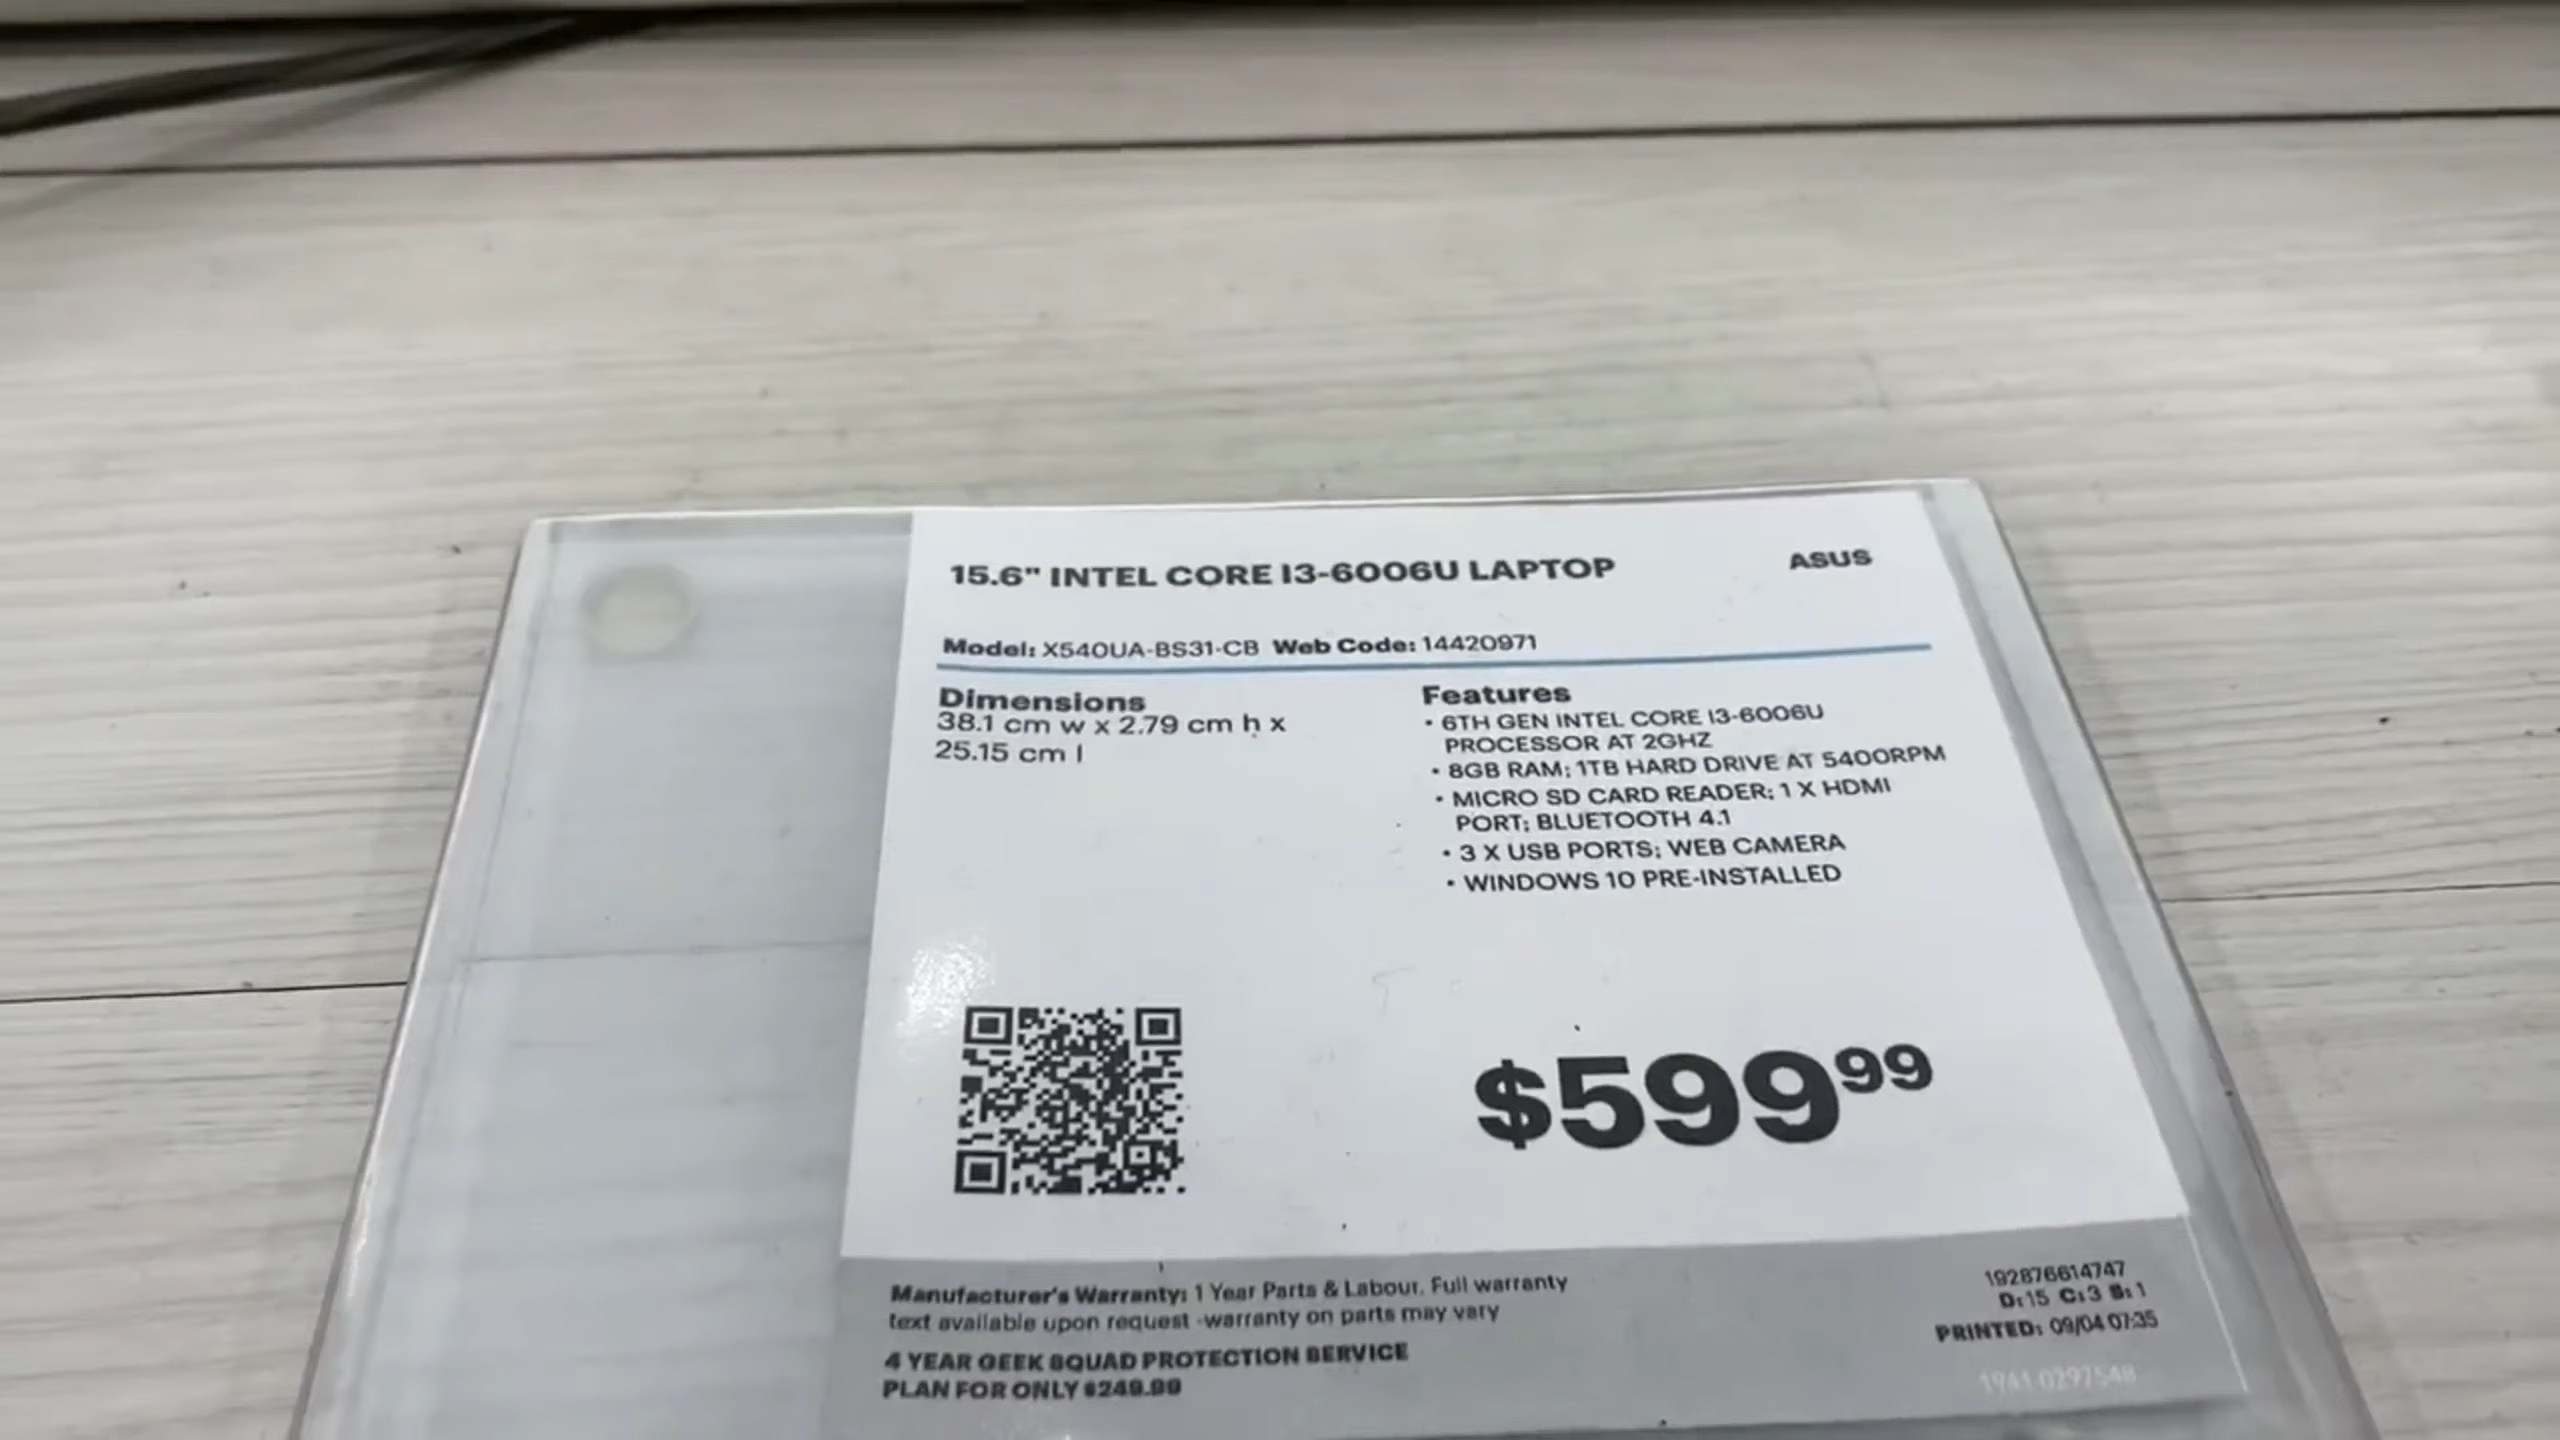 15.6" INTEL CORE I3-6006U LAPTOP
ASUS
Model: X540UA-BS31-CB Web Code: 14420971
Dimensions
38.1 cm w x 2.79 cm h x
25.15 cm l
Features
• 6TH GEN INTEL CORE I3-6006U
PROCESSOR AT 2GHZ
• 8GB RAM; 1TB HARD DRIVE AT 5400RPM
• MICRO SD CARD READER; 1 X HDMI
PORT; BLUETOOTH 4.1
• 3 X USB PORTS; WEB CAMERA
• WINDOWS 10 PRE-INSTALLED
$599⁹⁹
Manufacturer's Warranty: 1 Year Parts & Labour. Full warranty
text available upon request -warranty on parts may vary
4 YEAR GEEK SQUAD PROTECTION SERVICE
PLAN FOR ONLY $249.99
192876614747
D:15 C:3 S:1
PRINTED: 09/04 07:35
1941 0297548